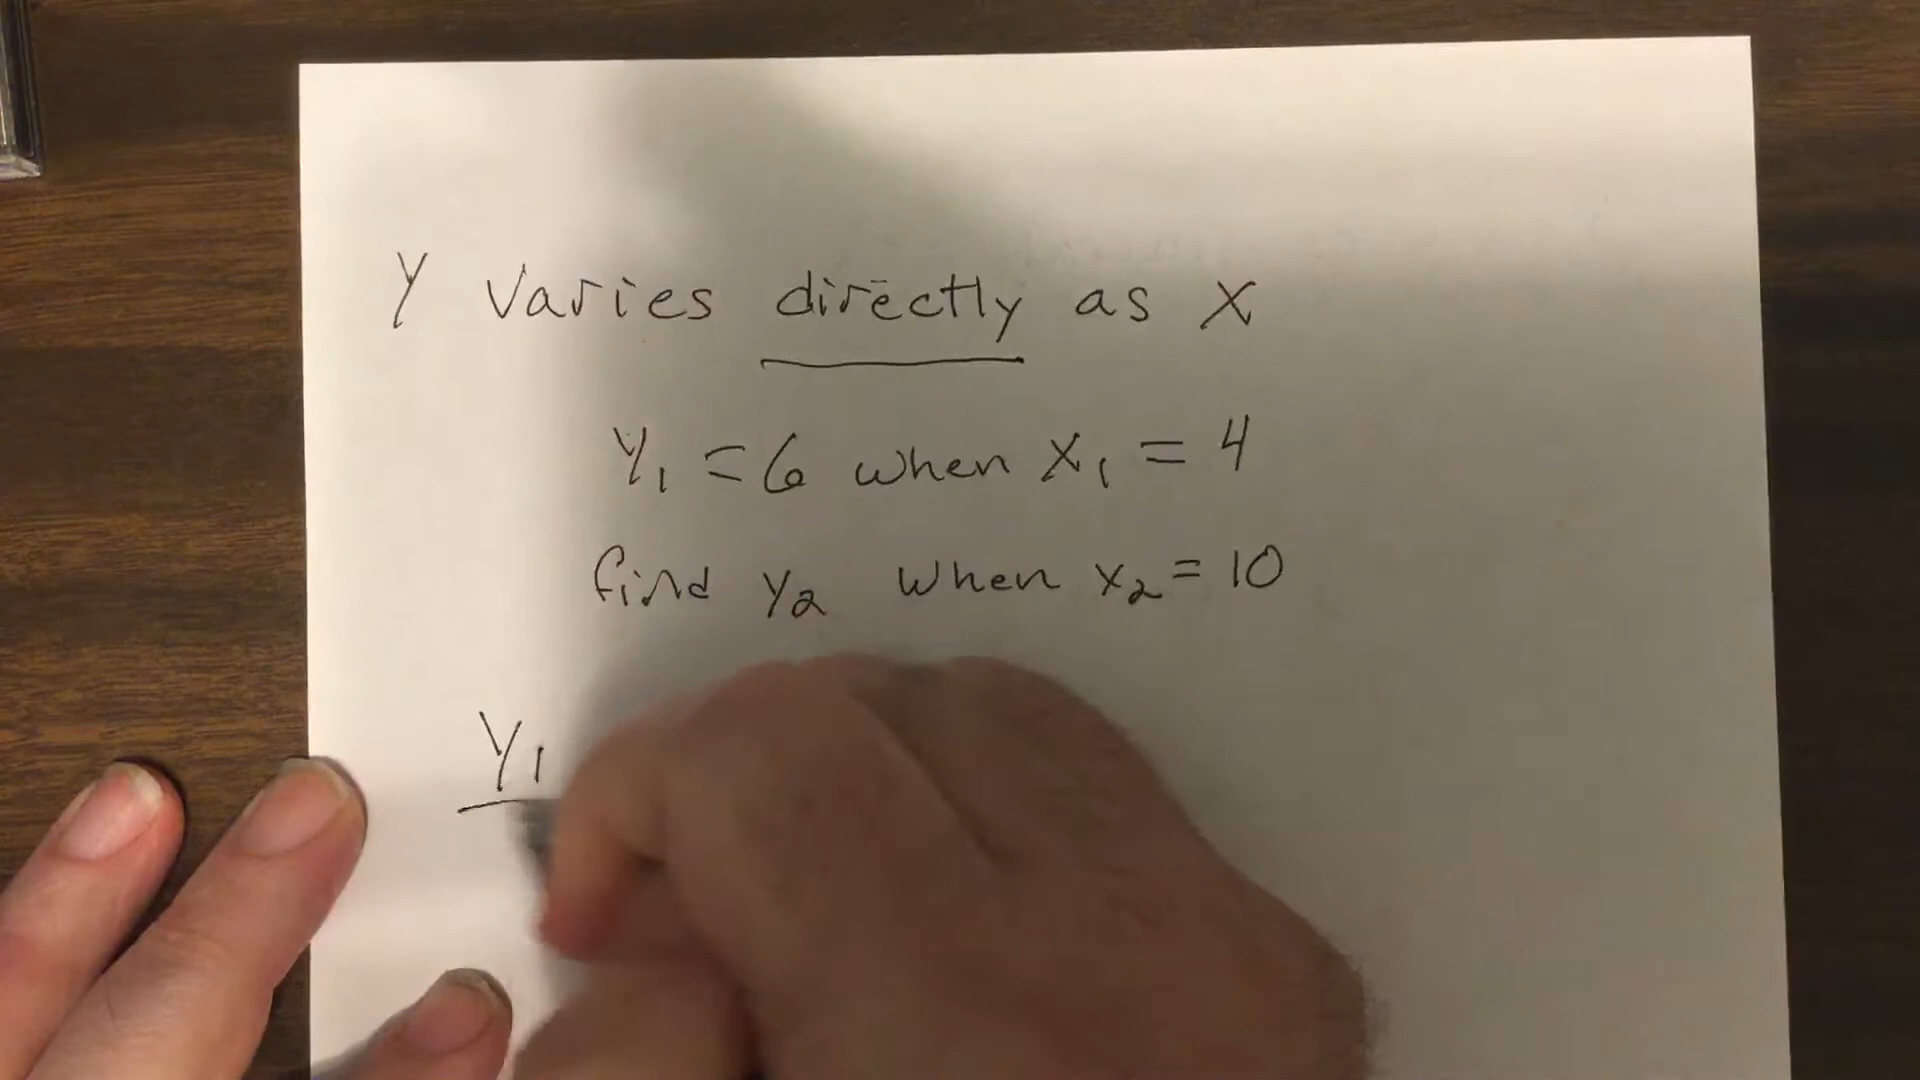 Y varies directly as X
Y₁ = 6 when X₁ = 4
find Y₂ when X₂ = 10
Y₁